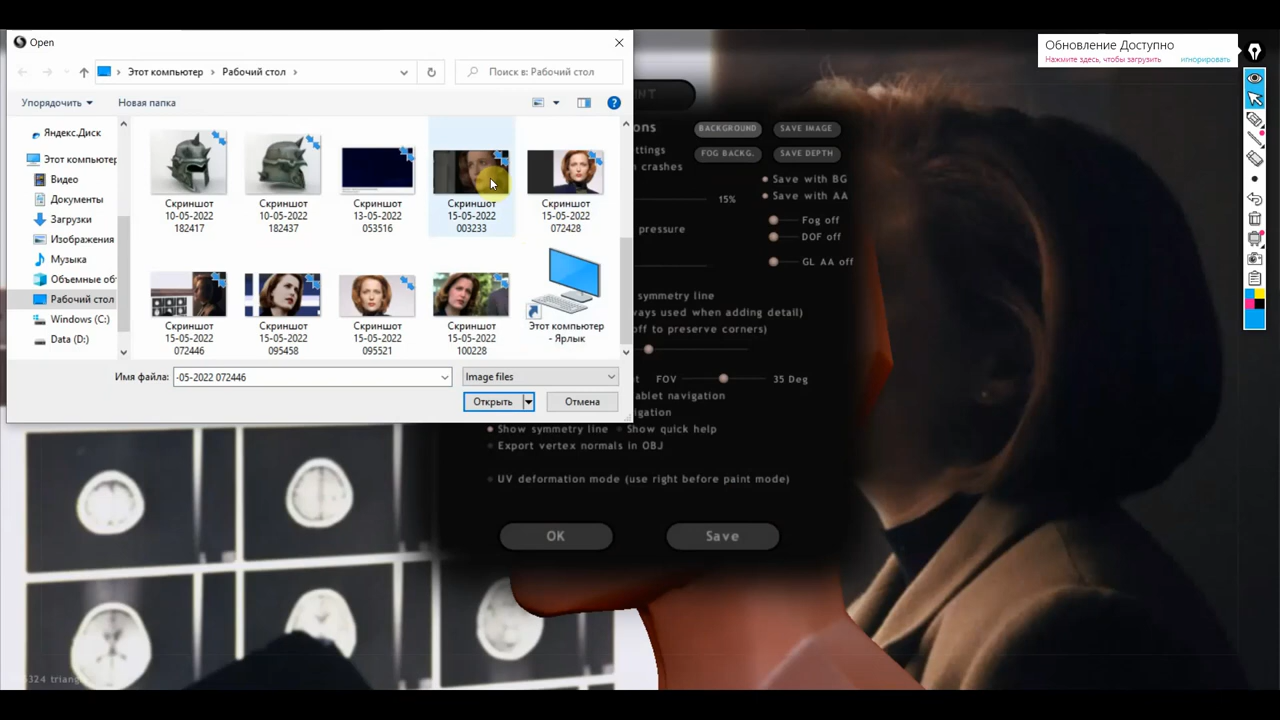 Open
Обновление Доступно
Нажмите здесь, чтобы загрузить игнорировать
Этот компьютер
Рабочий стол
Поиск в: Рабочий стол
Упорядочить
Новая папка
Яндекс.Диск
Этот компьютер
Видео
Документы
Загрузки
Изображения
Музыка
Объемные об
Рабочий стол
Windows (C:)
Data (D:)
Скриншот
10-05-2022
182417
Скриншот
10-05-2022
182437
Скриншот
13-05-2022
053516
Скриншот
15-05-2022
003233
Скриншот
15-05-2022
072428
Скриншот
15-05-2022
072446
Скриншот
15-05-2022
095458
Скриншот
15-05-2022
095521
Скриншот
15-05-2022
100228
Этот компьютер
- Ярлык
Имя файла:
-05-2022 072446
Image files
Открыть
Отмена
NT
ons
BACKGROUND
SAVE IMAGE
ttings
FOG BACKG.
SAVE DEPTH
n crashes
Save with BG
Save with AA
15%
Fog off
pressure
DOF off
GL AA off
symmetry line
ways used when adding detail)
off to preserve corners)
t FOV 35 Deg
ablet navigation
igation
Show symmetry line Show quick help
Export vertex normals in OBJ
UV deformation mode (use right before paint mode)
OK
Save